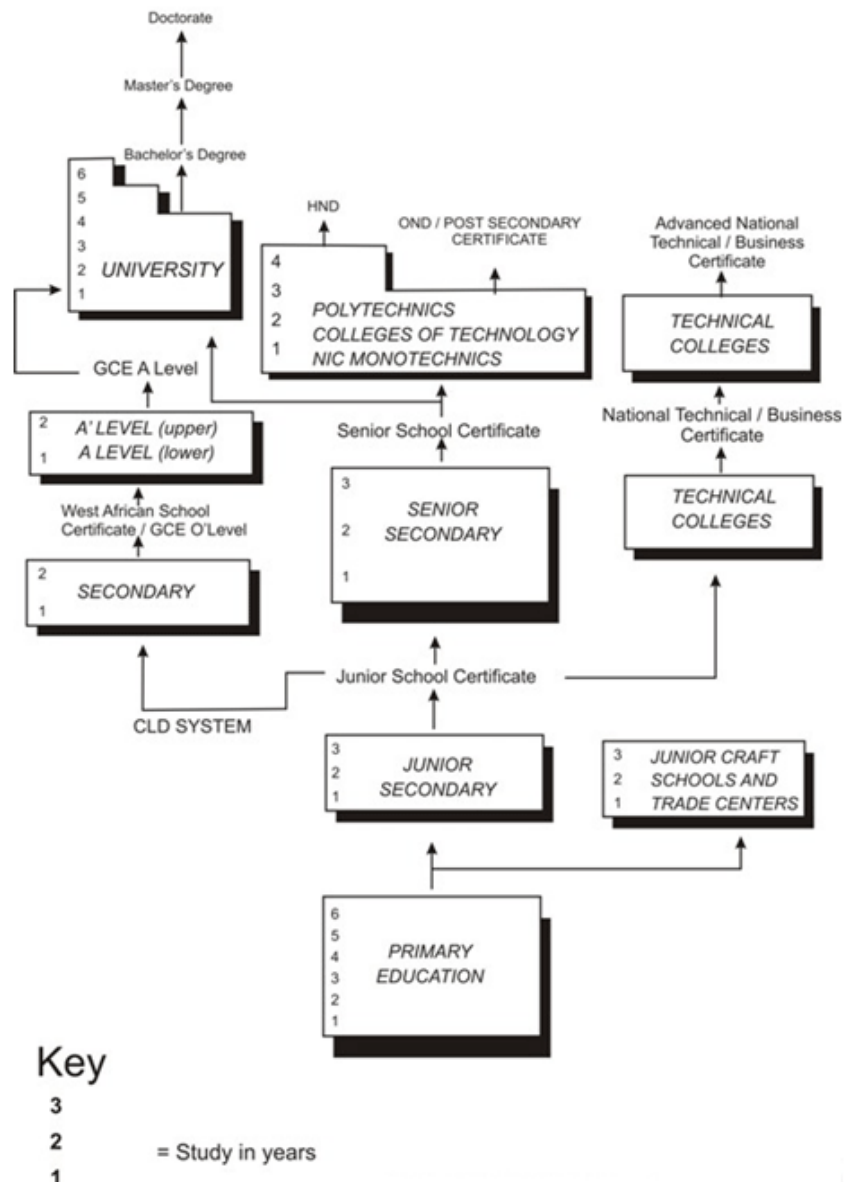 Doctorate
Master's Degree
Bachelor's Degree
6
5
4
3
2
1
UNIVERSITY
HND
OND / POST SECONDARY
CERTIFICATE
4
3
2
1
POLYTECHNICS
COLLEGES OF TECHNOLOGY
NIC MONOTECHNICS
Advanced National
Technical / Business
Certificate
TECHNICAL
COLLEGES
GCE A Level
2
1
A' LEVEL (upper)
A LEVEL (lower)
Senior School Certificate
National Technical / Business
Certificate
West African School
Certificate / GCE O'Level
3
2
1
SENIOR
SECONDARY
TECHNICAL
COLLEGES
2
1
SECONDARY
Junior School Certificate
CLD SYSTEM
3
2
1
JUNIOR
SECONDARY
3
2
1
JUNIOR CRAFT
SCHOOLS AND
TRADE CENTERS
6
5
4
3
2
1
PRIMARY
EDUCATION
Key
3
2
= Study in years
1